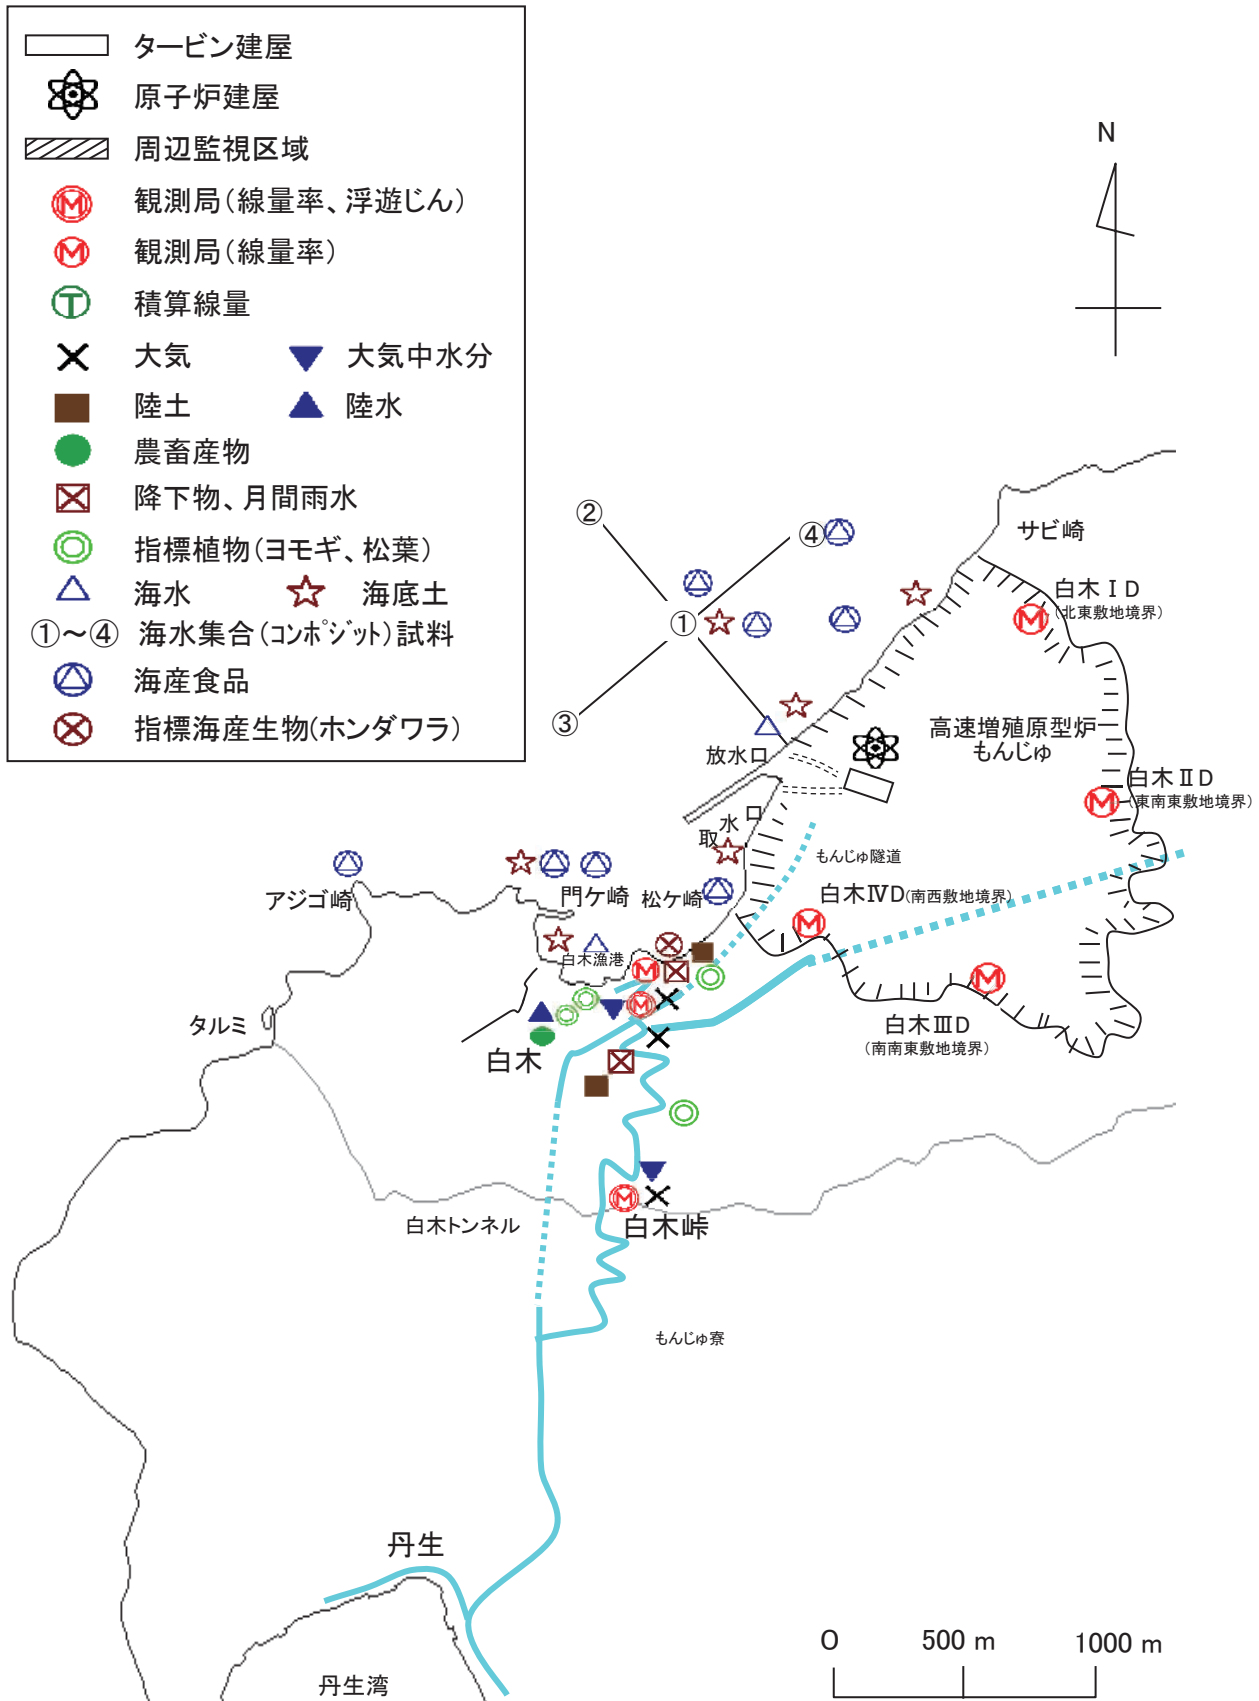 タービン建屋
原子炉建屋
周辺監視区域
M 観測局(線量率、浮遊じん)
M 観測局(線量率)
T 積算線量
大気 大気中水分
陸土 陸水
農畜産物
降下物、月間雨水
指標植物(ヨモギ、松葉)
海水 海底土
①～④ 海水集合(コンポジット)試料
海産食品
指標海産生物(ホンダワラ)
N
サビ崎
②
④
白木ⅠD
(北東敷地境界)
M
①
③
高速増殖原型炉
もんじゅ
放水口
白木ⅡD
(東南東敷地境界)
M
取水口
もんじゅ隧道
アジゴ崎
門ケ崎
松ケ崎
白木ⅣD(南西敷地境界)
M
白木漁港
M
M
M
タルミ
白木
白木ⅢD
(南南東敷地境界)
M
白木トンネル
白木峠
もんじゅ寮
丹生
丹生湾
O 500 m 1000 m